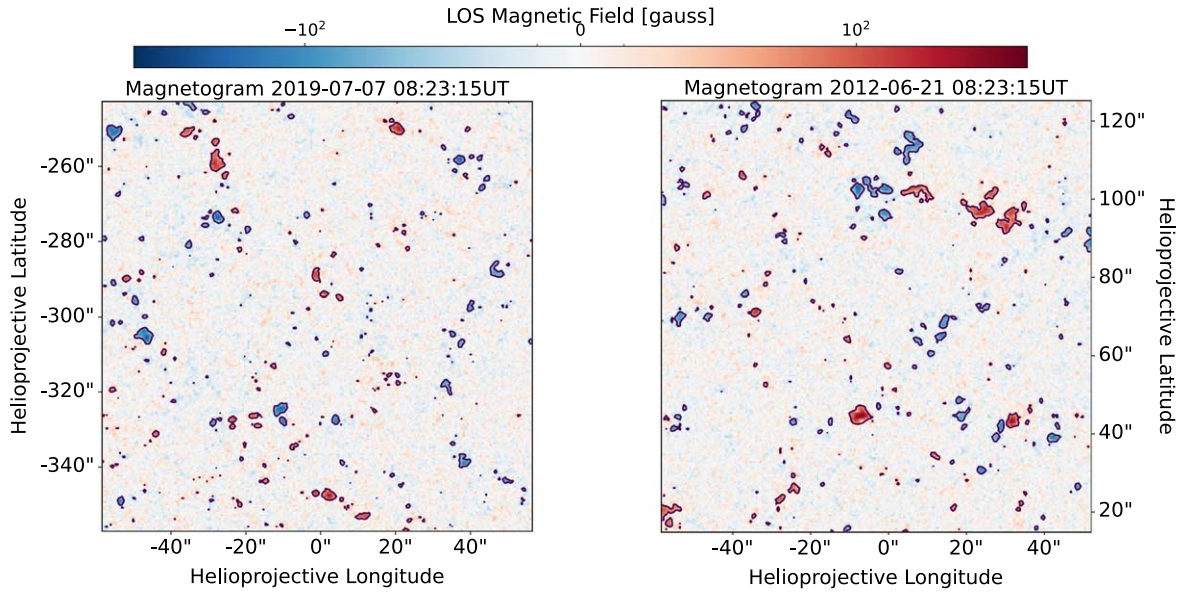 LOS Magnetic Field [gauss]
−10² 0 10²
Magnetogram 2019-07-07 08:23:15UT
Magnetogram 2012-06-21 08:23:15UT
-260"
-280"
-300"
-320"
-340"
Helioprojective Latitude
-40" -20" 0" 20" 40"
Helioprojective Longitude
120"
100"
80"
60"
40"
20"
Helioprojective Latitude
-40" -20" 0" 20" 40"
Helioprojective Longitude